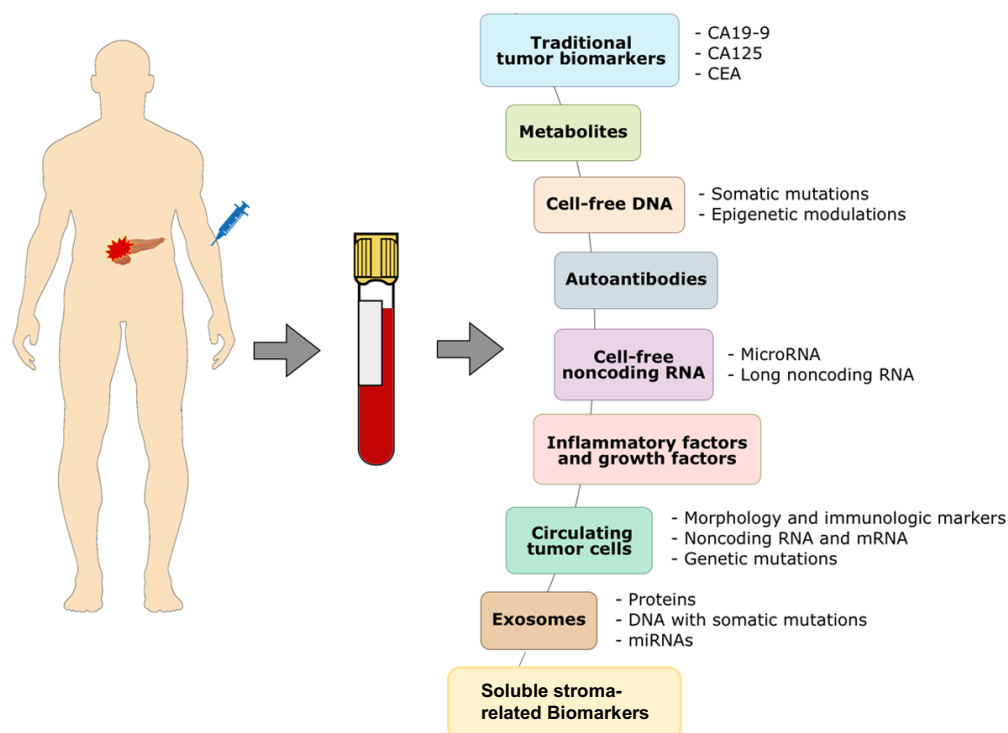 Traditional
tumor biomarkers
- CA19-9
- CA125
- CEA
Metabolites
Cell-free DNA
- Somatic mutations
- Epigenetic modulations
Autoantibodies
Cell-free
noncoding RNA
- MicroRNA
- Long noncoding RNA
Inflammatory factors
and growth factors
Circulating
tumor cells
- Morphology and immunologic markers
- Noncoding RNA and mRNA
- Genetic mutations
Exosomes
- Proteins
- DNA with somatic mutations
- miRNAs
Soluble stroma-
related Biomarkers